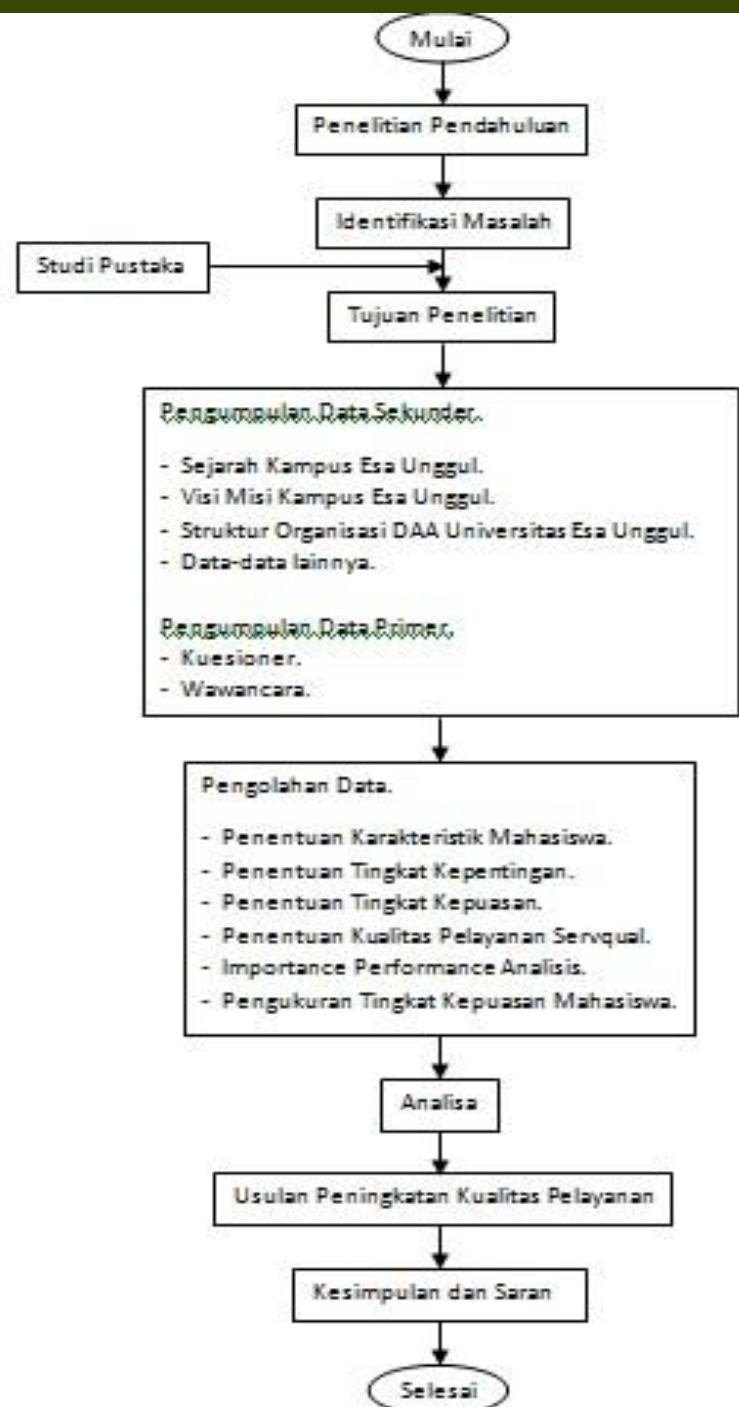 Mulai
Penelitian Pendahuluan
Identifikasi Masalah
Studi Pustaka
Tujuan Penelitian
Pengumpulan Data Sekunder.
- Sejarah Kampus Esa Unggul.
- Visi Misi Kampus Esa Unggul.
- Struktur Organisasi DAA Universitas Esa Unggul.
- Data-data lainnya.
Pengumpulan Data Primer.
- Kuesioner.
- Wawancara.
Pengolahan Data.
- Penentuan Karakteristik Mahasiswa.
- Penentuan Tingkat Kepentingan.
- Penentuan Tingkat Kepuasan.
- Penentuan Kualitas Pelayanan Servqual.
- Importance Performance Analisis.
- Pengukuran Tingkat Kepuasan Mahasiswa.
Analisa
Usulan Peningkatan Kualitas Pelayanan
Kesimpulan dan Saran
Selesai